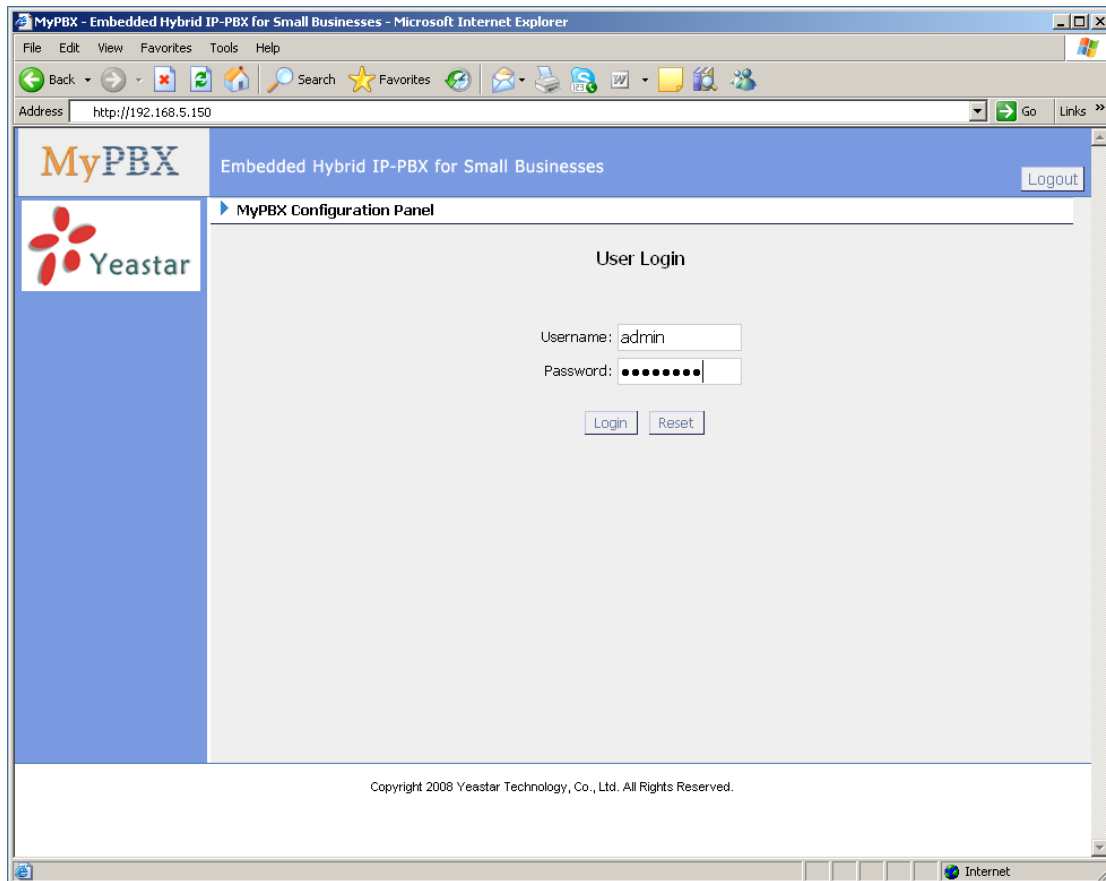 MyPBX - Embedded Hybrid IP-PBX for Small Businesses - Microsoft Internet Explorer
File Edit View Favorites Tools Help
Back Search Favorites
Address http://192.168.5.150 Go Links »
MyPBX Embedded Hybrid IP-PBX for Small Businesses
Logout
Yeastar
MyPBX Configuration Panel
User Login
Username: admin
Password: ●●●●●●●●
Login Reset
Copyright 2008 Yeastar Technology, Co., Ltd. All Rights Reserved.
Internet